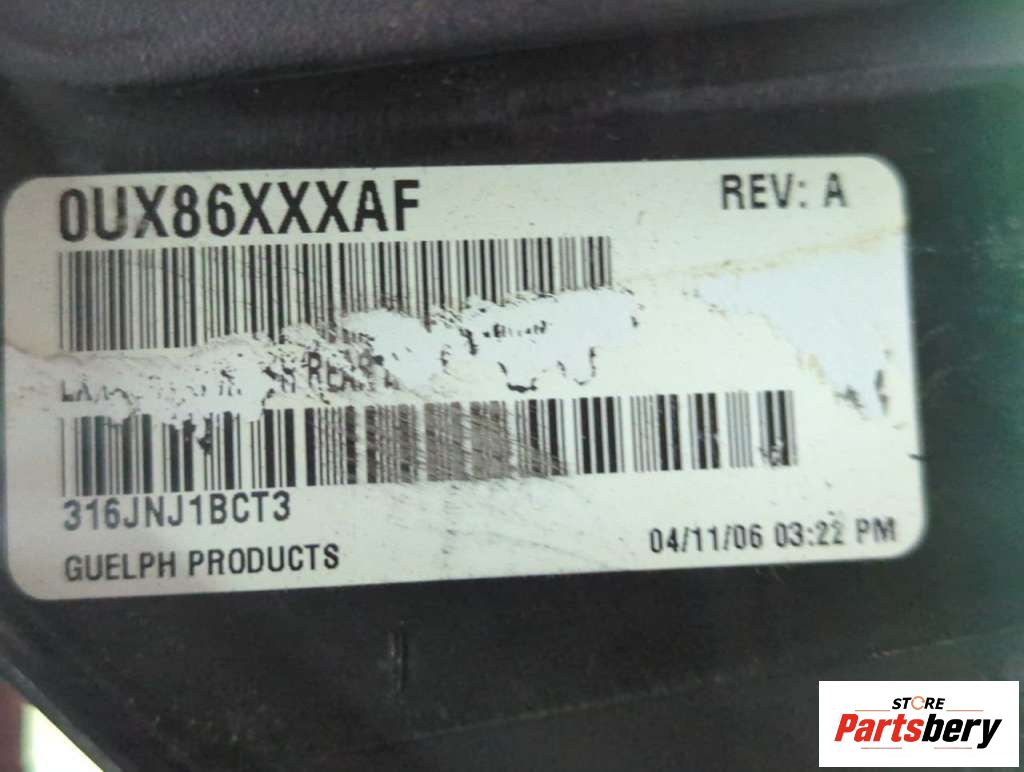 0UX86XXXAF
REV: A
316JNJ1BCT3
GUELPH PRODUCTS
04/11/06 03:22 PM
STORE
Partsbery